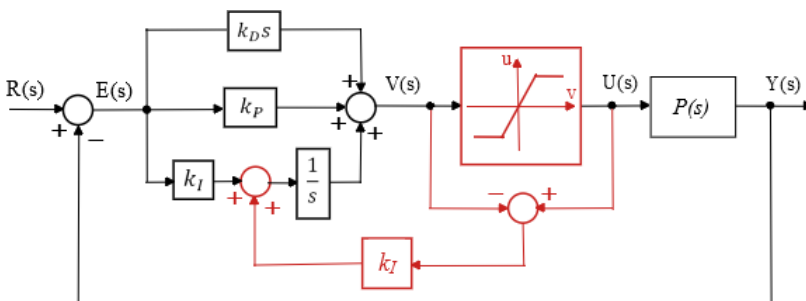 k_D s
R(s) E(s) k_P V(s) u v U(s) P(s) Y(s)
+ − + + + 
k_I + + 1/s
− +
k_I